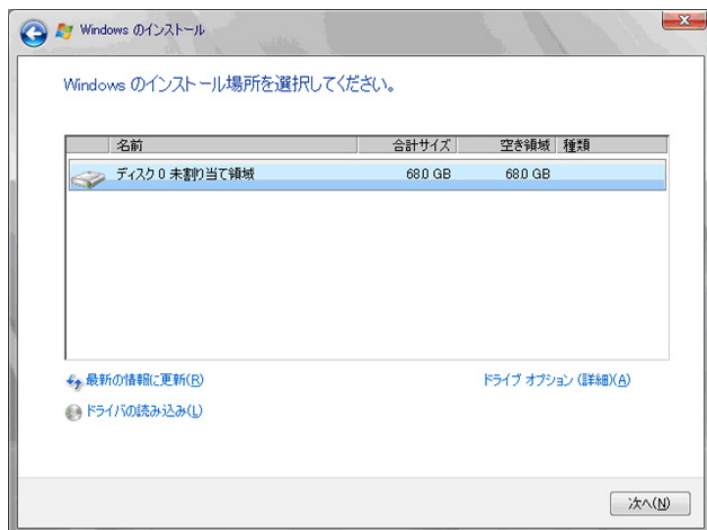 Windows のインストール
Windows のインストール場所を選択してください。
名前 合計サイズ 空き領域 種類
ディスク 0 未割り当て領域 68.0 GB 68.0 GB
最新の情報に更新(R) ドライブ オプション (詳細)(A)
ドライバの読み込み(L)
次へ(N)